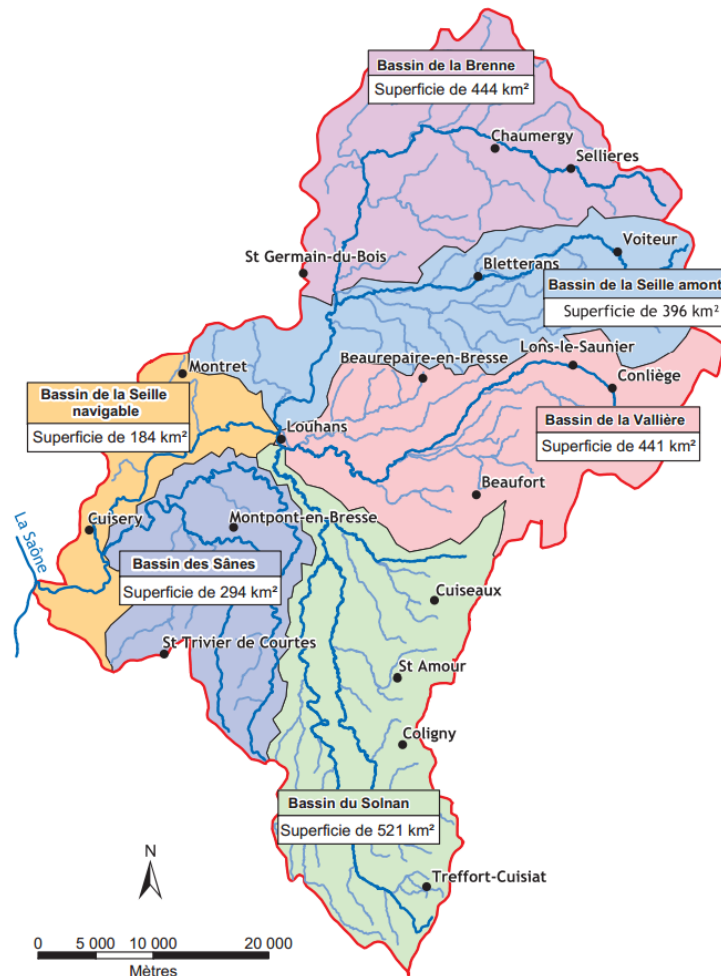 Bassin de la Brenne
Superficie de 444 km²
Chaumergy
Sellieres
St Germain-du-Bois
Voiteur
Bletterans
Bassin de la Seille amont
Superficie de 396 km²
Montret
Beaurepaire-en-Bresse
Lons-le-Saunier
Conliège
Bassin de la Seille
navigable
Superficie de 184 km²
Louhans
Bassin de la Vallière
Superficie de 441 km²
Beaufort
La Saône
Cuisery
Montpont-en-Bresse
Bassin des Sânes
Superficie de 294 km²
Cuiseaux
St Trivier de Courtes
St Amour
Coligny
Bassin du Solnan
Superficie de 521 km²
Treffort-Cuisiat
N
0 5 000 10 000 20 000
Mètres